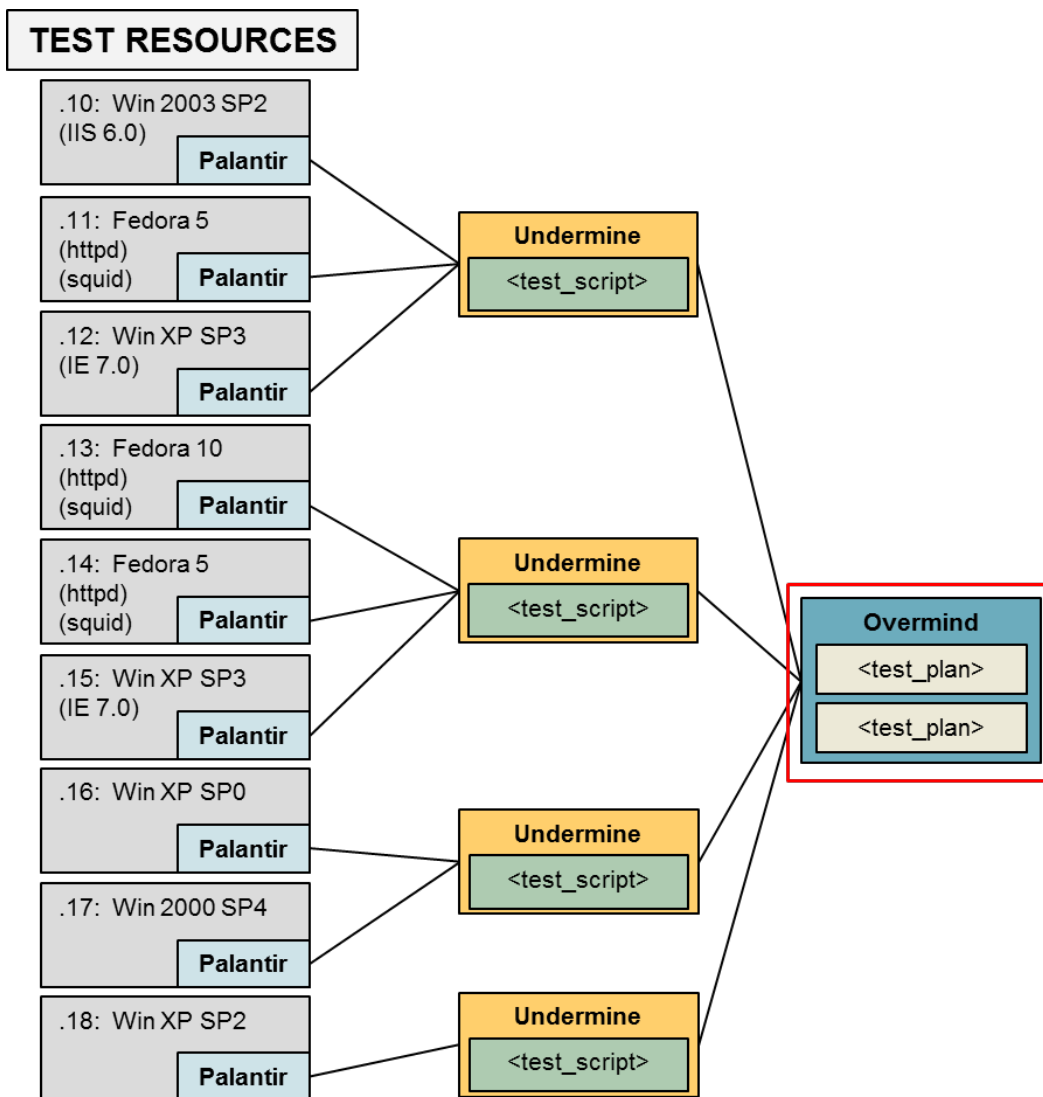 TEST RESOURCES
.10: Win 2003 SP2
(IIS 6.0)
Palantir
.11: Fedora 5
(httpd)
(squid)
Palantir
.12: Win XP SP3
(IE 7.0)
Palantir
.13: Fedora 10
(httpd)
(squid)
Palantir
.14: Fedora 5
(httpd)
(squid)
Palantir
.15: Win XP SP3
(IE 7.0)
Palantir
.16: Win XP SP0
Palantir
.17: Win 2000 SP4
Palantir
.18: Win XP SP2
Palantir
Undermine
<test_script>
Undermine
<test_script>
Undermine
<test_script>
Undermine
<test_script>
Overmind
<test_plan>
<test_plan>